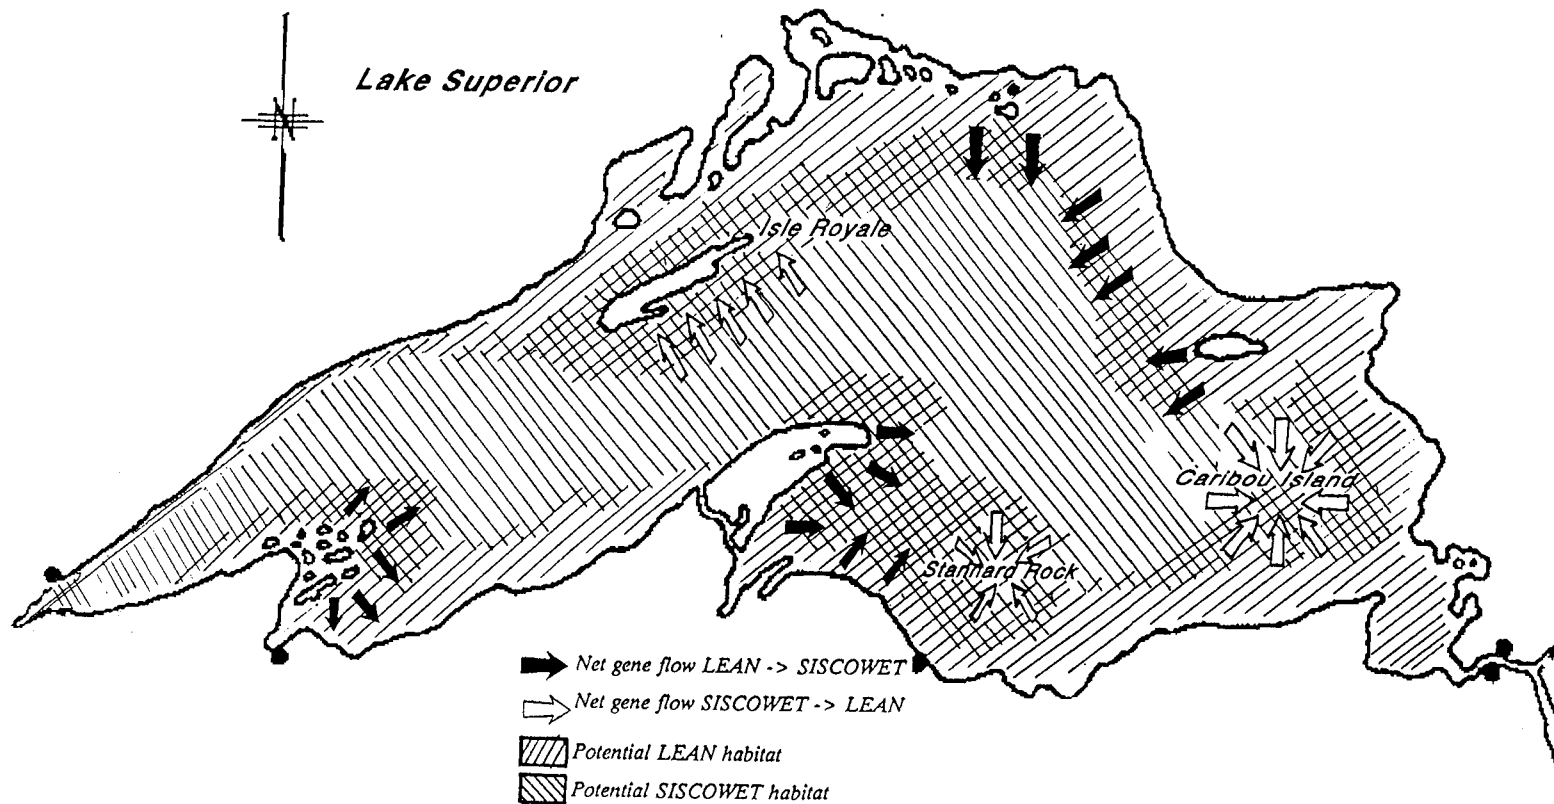 Lake Superior
N
Isle Royale
Caribou Island
Stannard Rock
Net gene flow LEAN -> SISCOWET
Net gene flow SISCOWET -> LEAN
Potential LEAN habitat
Potential SISCOWET habitat